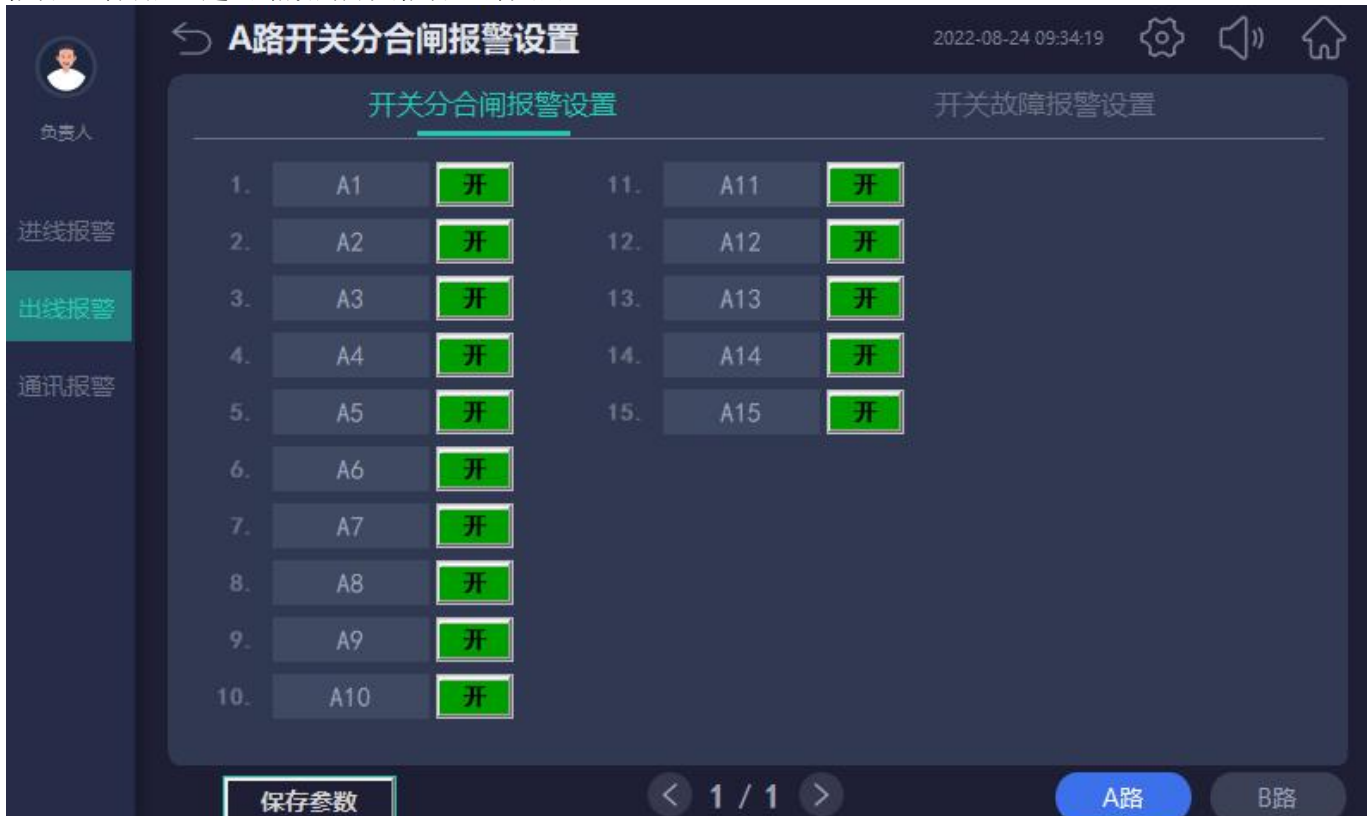 A路开关分合闸报警设置
2022-08-24 09:34:19
负责人
进线报警
出线报警
通讯报警
开关分合闸报警设置
开关故障报警设置
1. A1 开 11. A11 开
2. A2 开 12. A12 开
3. A3 开 13. A13 开
4. A4 开 14. A14 开
5. A5 开 15. A15 开
6. A6 开
7. A7 开
8. A8 开
9. A9 开
10. A10 开
保存参数
< 1 / 1 >
A路
B路